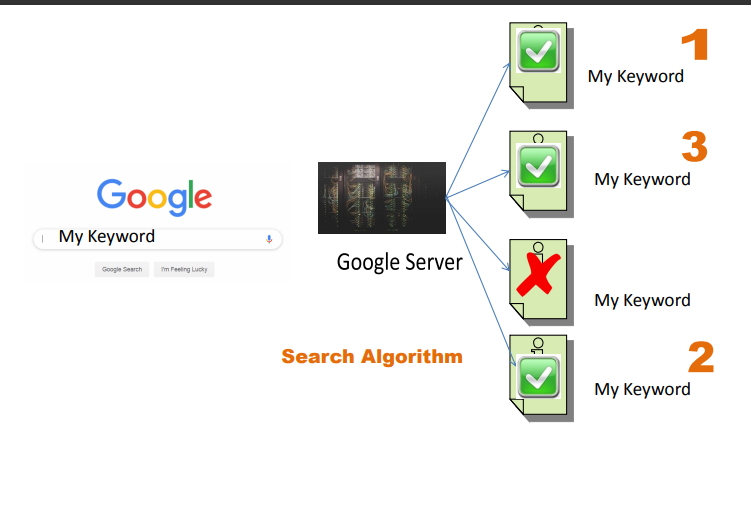 1
My Keyword
3
My Keyword
Google
My Keyword
Google Search
I'm Feeling Lucky
Google Server
My Keyword
Search Algorithm
2
My Keyword